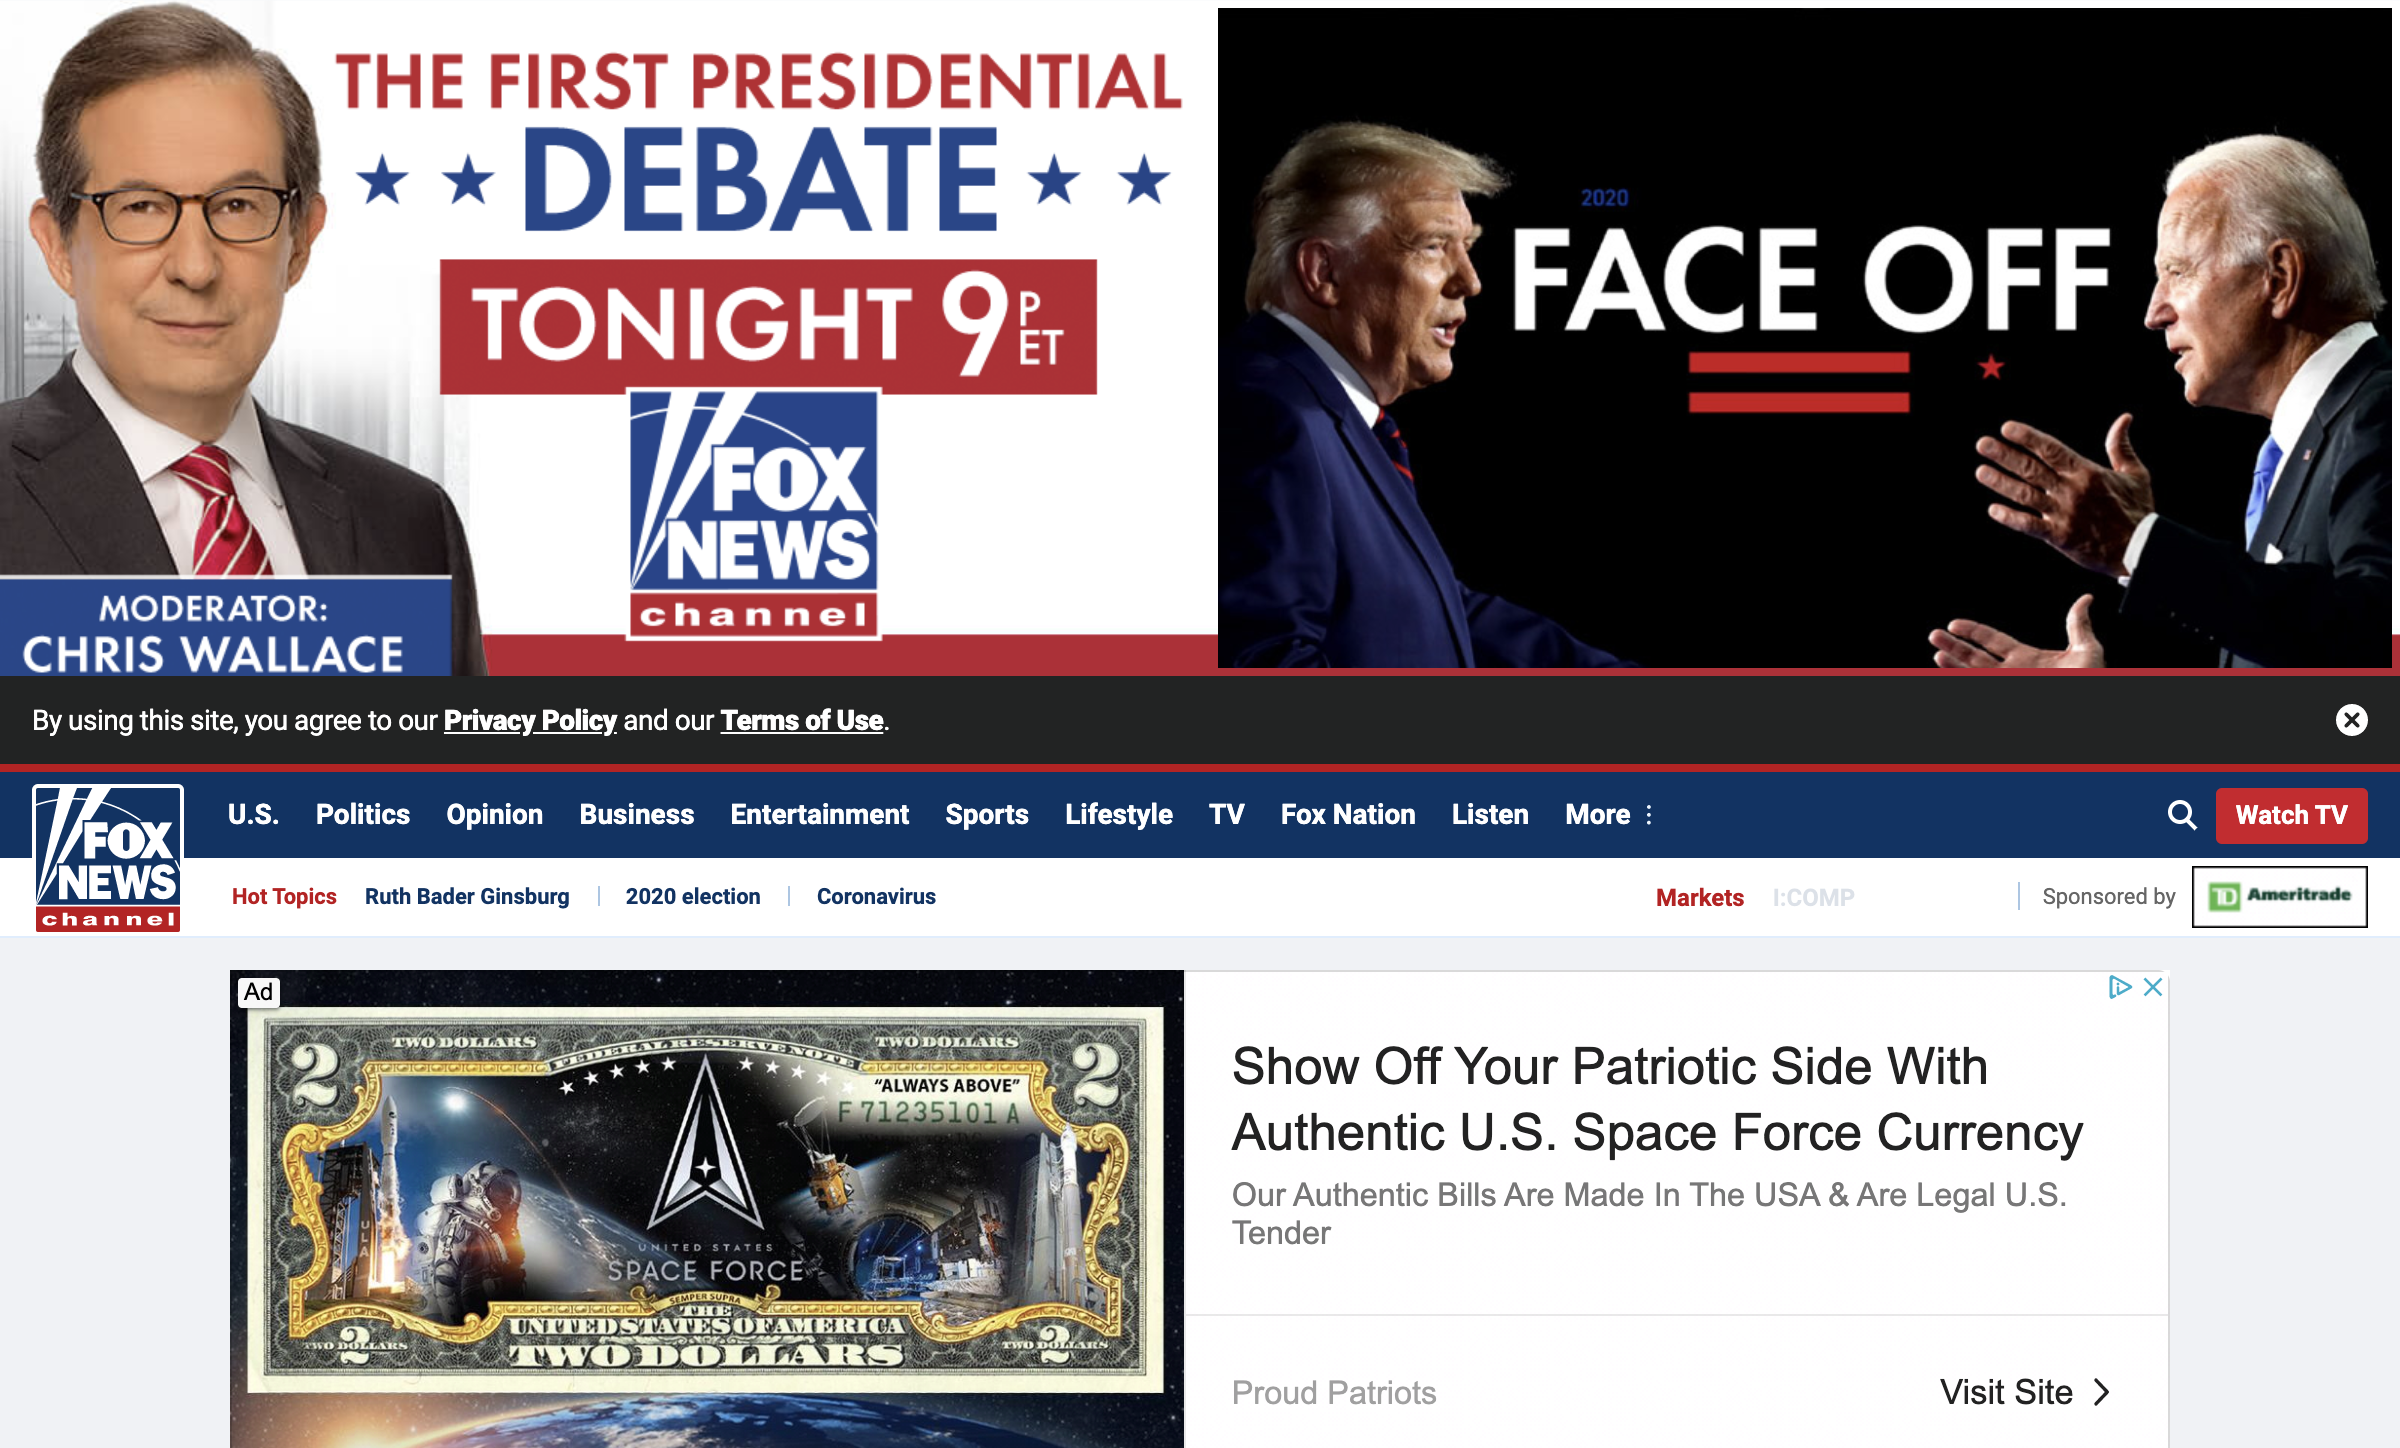 THE FIRST PRESIDENTIAL
DEBATE
TONIGHT 9 P ET
FOX
NEWS
channel
MODERATOR:
CHRIS WALLACE
2020
FACE OFF
By using this site, you agree to our Privacy Policy and our Terms of Use.
FOX
NEWS
channel
U.S. Politics Opinion Business Entertainment Sports Lifestyle TV Fox Nation Listen More
Watch TV
Hot Topics Ruth Bader Ginsburg 2020 election Coronavirus
Markets I:COMP
Sponsored by TD Ameritrade
Ad
2 TWO DOLLARS FEDERAL RESERVE NOTE TWO DOLLARS 2
"ALWAYS ABOVE"
F 71235101 A
ULA
UNITED STATES
SPACE FORCE
SEMPER SUPRA
THE
UNITED STATES OF AMERICA
TWO DOLLARS 2 TWO DOLLARS 2 TWO DOLLARS
Show Off Your Patriotic Side With
Authentic U.S. Space Force Currency
Our Authentic Bills Are Made In The USA & Are Legal U.S.
Tender
Proud Patriots
Visit Site